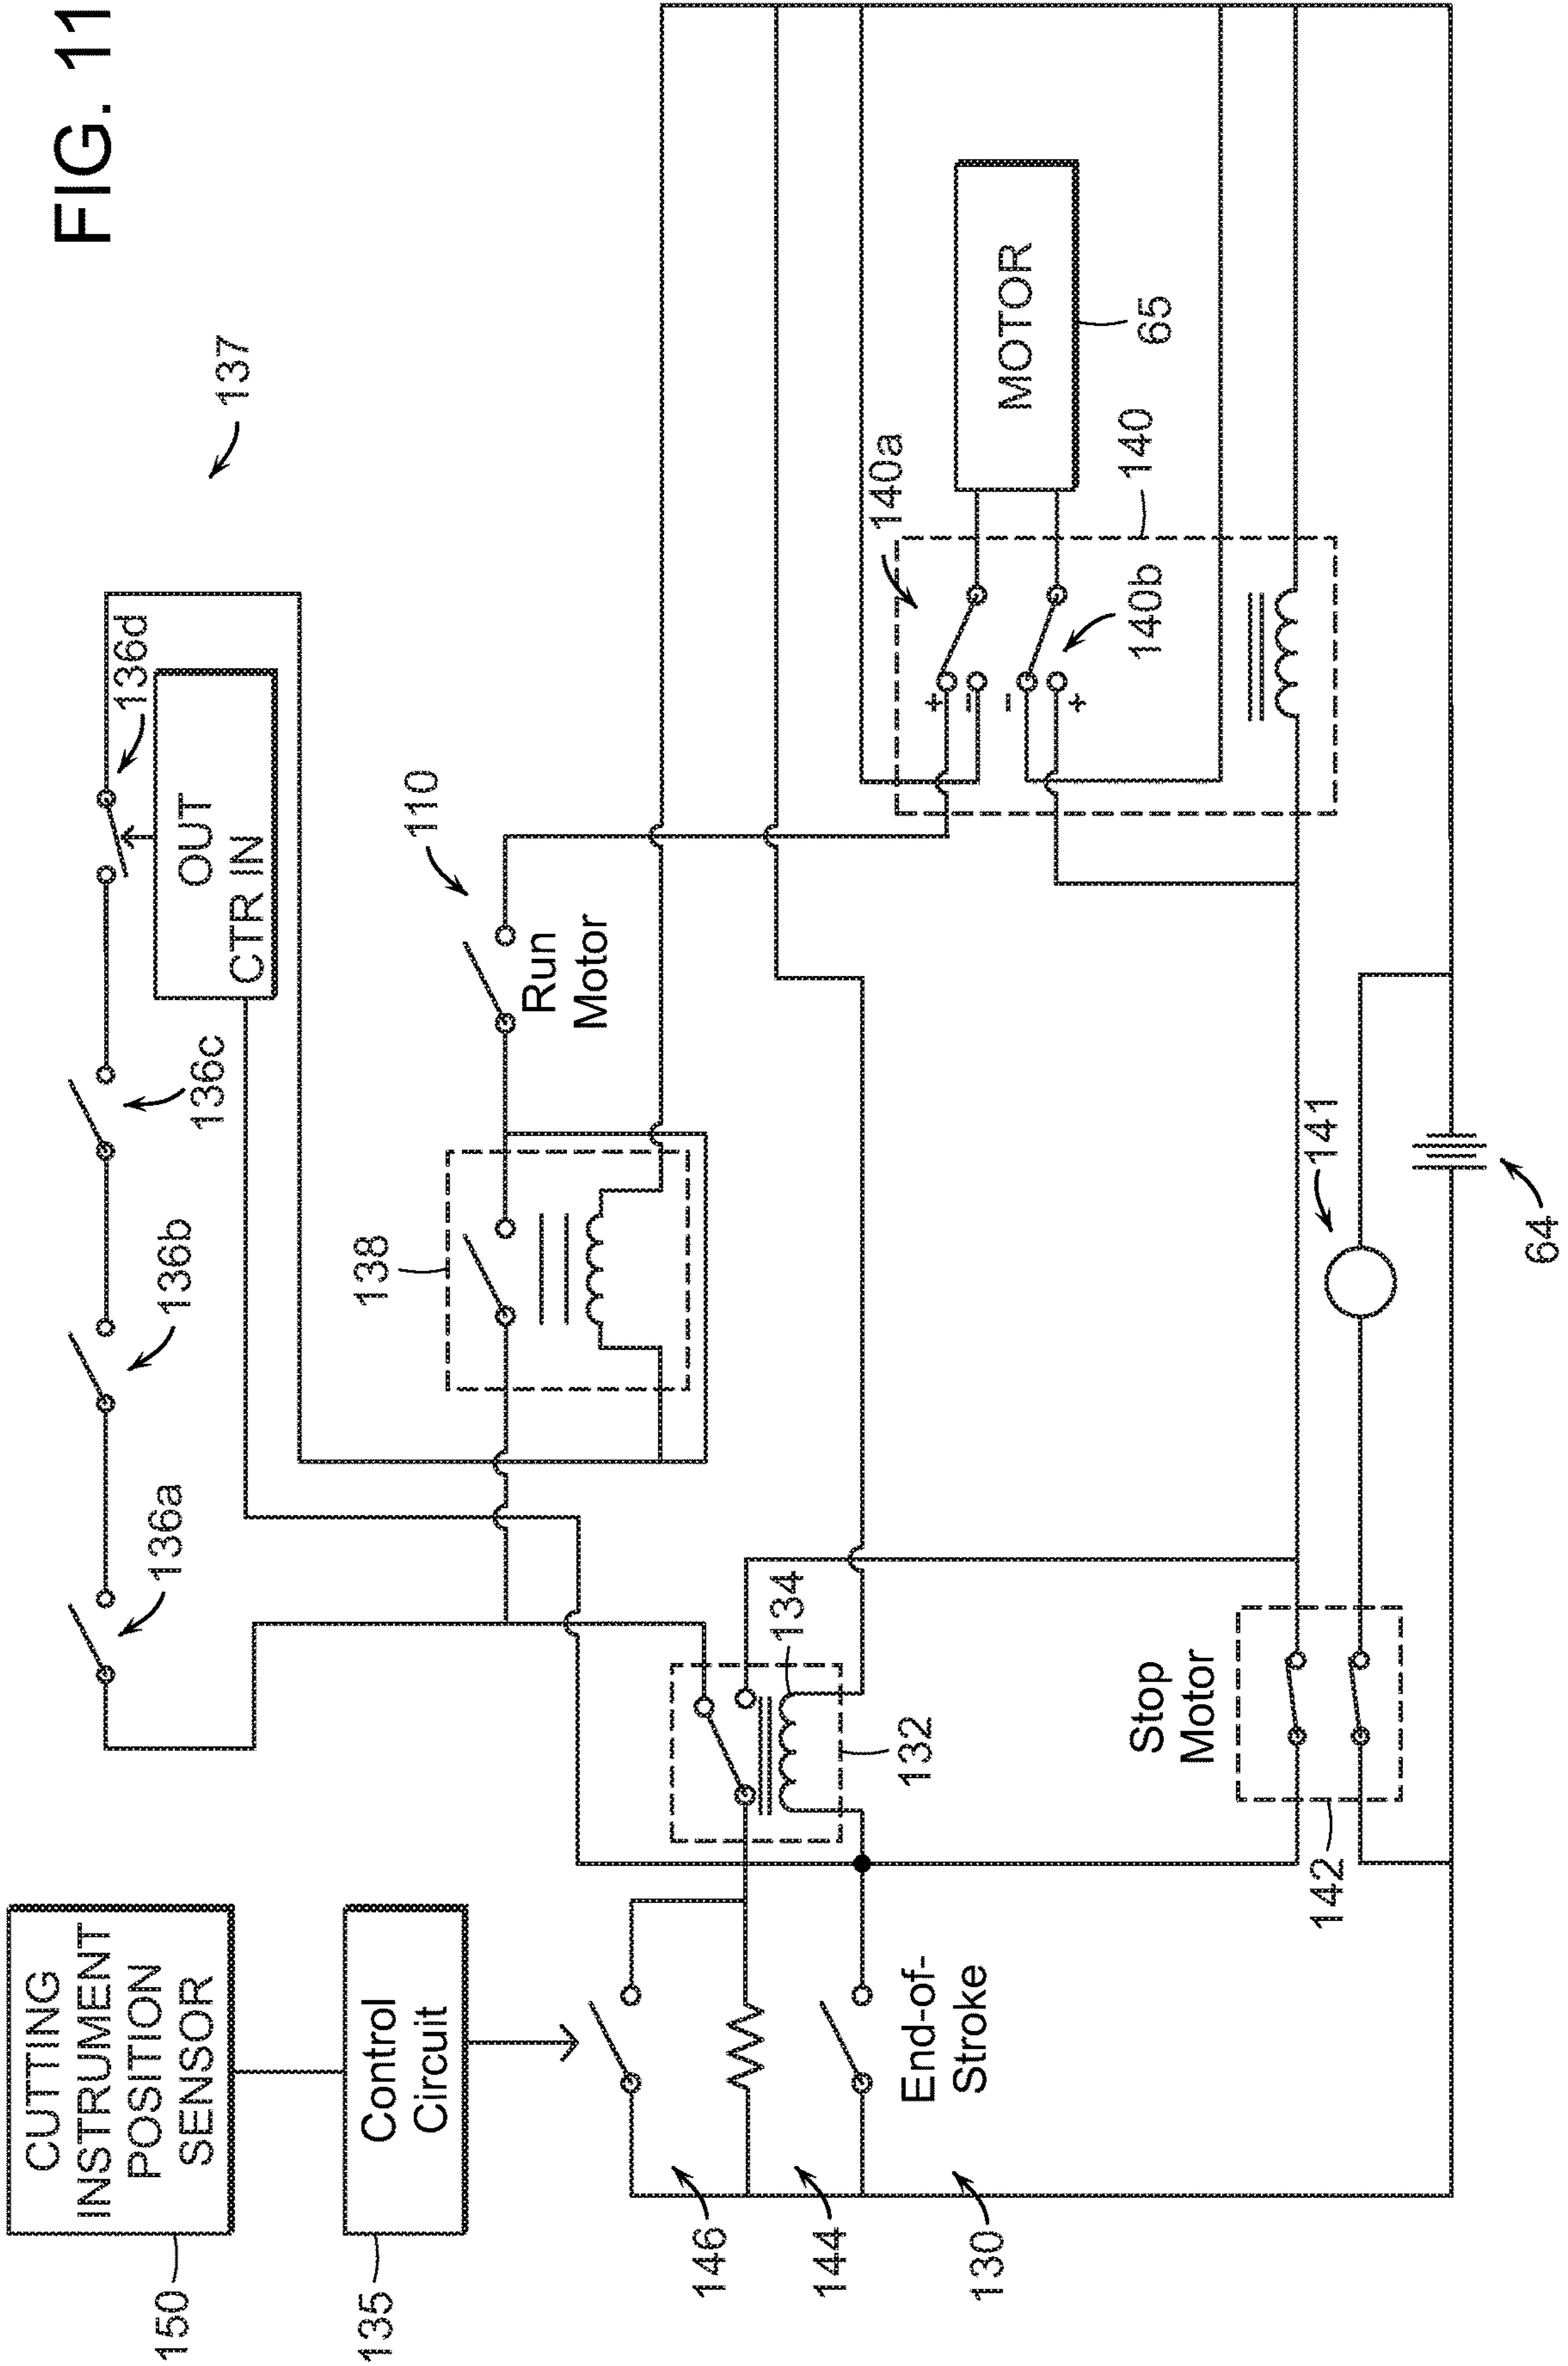 FIG. 11
137
136a
136b
136c
136d
OUT
CTR IN
CUTTING
INSTRUMENT
POSITION
SENSOR
150
Control
Circuit
135
138
110
Run
Motor
146
144
130
End-of-
Stroke
134
132
140a
140b
+
−
−
+
140
MOTOR
65
Stop
Motor
142
141
64